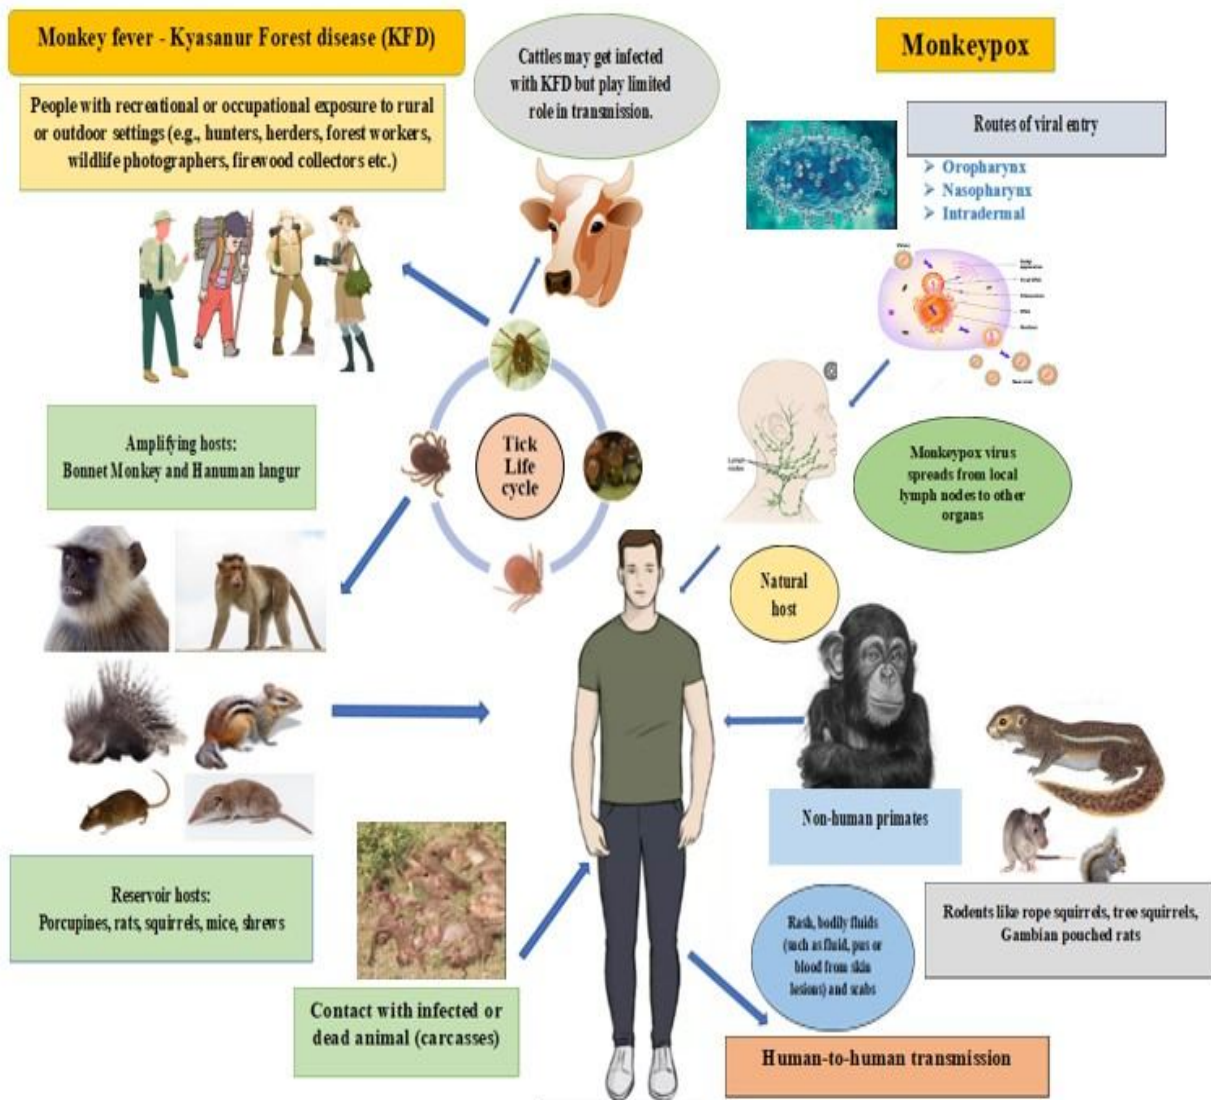 Monkey fever - Kyasanur Forest disease (KFD)
People with recreational or occupational exposure to rural
or outdoor settings (e.g., hunters, herders, forest workers,
wildlife photographers, firewood collectors etc.)
Cattles may get infected
with KFD but play limited
role in transmission.
Monkeypox
Routes of viral entry
➢ Oropharynx
➢ Nasopharynx
➢ Intradermal
Amplifying hosts:
Bonnet Monkey and Hanuman langur
Tick
Life
cycle
Lymph
nodes
Monkeypox virus
spreads from local
lymph nodes to other
organs
Natural
host
Non-human primates
Rodents like rope squirrels, tree squirrels,
Gambian pouched rats
Reservoir hosts:
Porcupines, rats, squirrels, mice, shrews
Contact with infected or
dead animal (carcasses)
Rash, bodily fluids
(such as fluid, pus or
blood from skin
lesions) and scabs
Human-to-human transmission